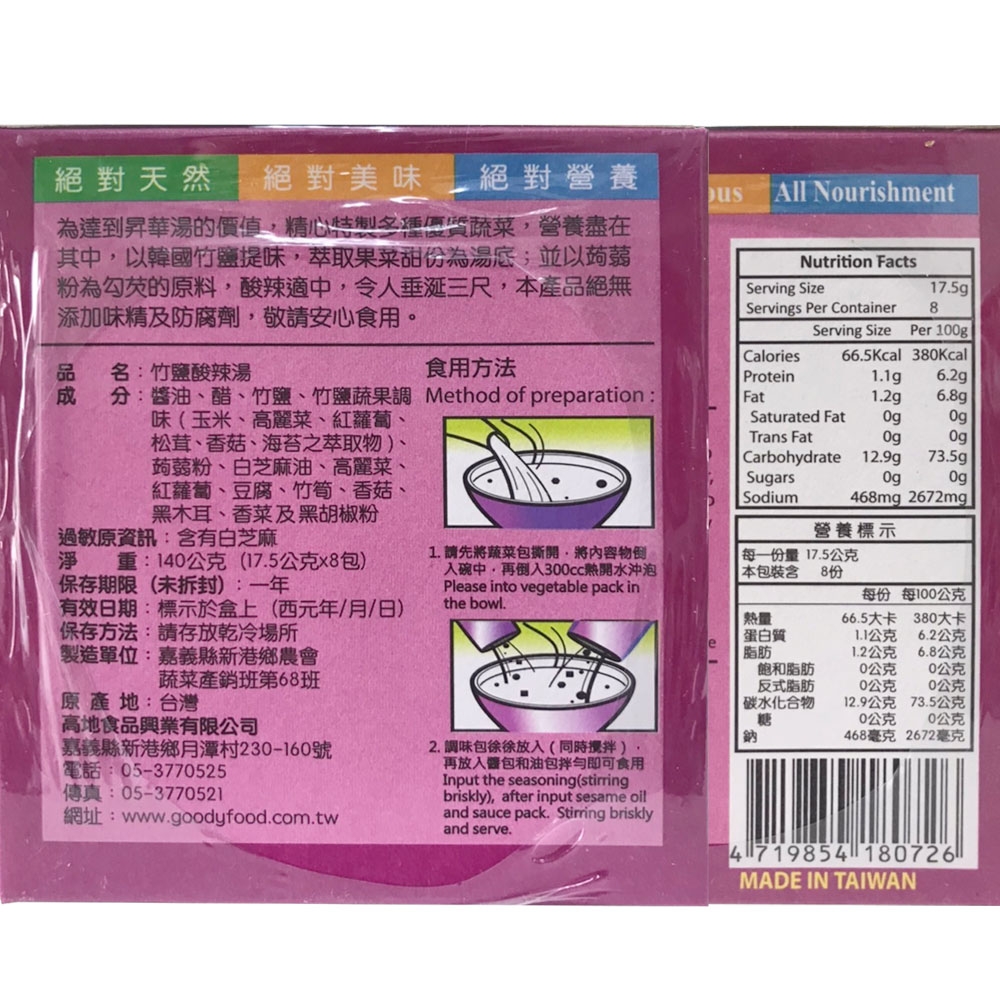 絕對天然 絕對美味 絕對營養
為達到昇華湯的價值，精心特製多種優質蔬菜，營養盡在
其中，以韓國竹鹽提味，萃取果菜甜份為湯底；並以蒟蒻
粉為勾芡的原料，酸辣適中，令人垂涎三尺，本產品絕無
添加味精及防腐劑，敬請安心食用。
品名：竹鹽酸辣湯
成分：醬油、醋、竹鹽、竹鹽蔬果調
味（玉米、高麗菜、紅蘿蔔、
松茸、香菇、海苔之萃取物）、
蒟蒻粉、白芝麻油、高麗菜、
紅蘿蔔、豆腐、竹筍、香菇、
黑木耳、香菜及黑胡椒粉
過敏原資訊：含有白芝麻
淨重：140公克（17.5公克x8包）
保存期限（未拆封）：一年
有效日期：標示於盒上（西元年/月/日）
保存方法：請存放乾冷場所
製造單位：嘉義縣新港鄉農會
蔬菜產銷班第68班
原產地：台灣
高地食品興業有限公司
嘉義縣新港鄉月潭村230-160號
電話：05-3770525
傳真：05-3770521
網址：www.goodyfood.com.tw
食用方法
Method of preparation :
1. 請先將蔬菜包撕開，將內容物倒
入碗中，再倒入300cc熱開水沖泡
Please into vegetable pack in
the bowl.
2. 調味包徐徐放入（同時攪拌），
再放入醬包和油包拌勻即可食用
Input the seasoning(stirring
briskly), after input sesame oil
and sauce pack. Stirring briskly
and serve.
ous All Nourishment
Nutrition Facts
Serving Size 17.5g
Servings Per Container 8
Serving Size Per 100g
Calories 66.5Kcal 380Kcal
Protein 1.1g 6.2g
Fat 1.2g 6.8g
Saturated Fat 0g 0g
Trans Fat 0g 0g
Carbohydrate 12.9g 73.5g
Sugars 0g 0g
Sodium 468mg 2672mg
營養標示
每一份量 17.5公克
本包裝含 8份
每份 每100公克
熱量 66.5大卡 380大卡
蛋白質 1.1公克 6.2公克
脂肪 1.2公克 6.8公克
飽和脂肪 0公克 0公克
反式脂肪 0公克 0公克
碳水化合物 12.9公克 73.5公克
糖 0公克 0公克
鈉 468毫克 2672毫克
4 719854 180726
MADE IN TAIWAN